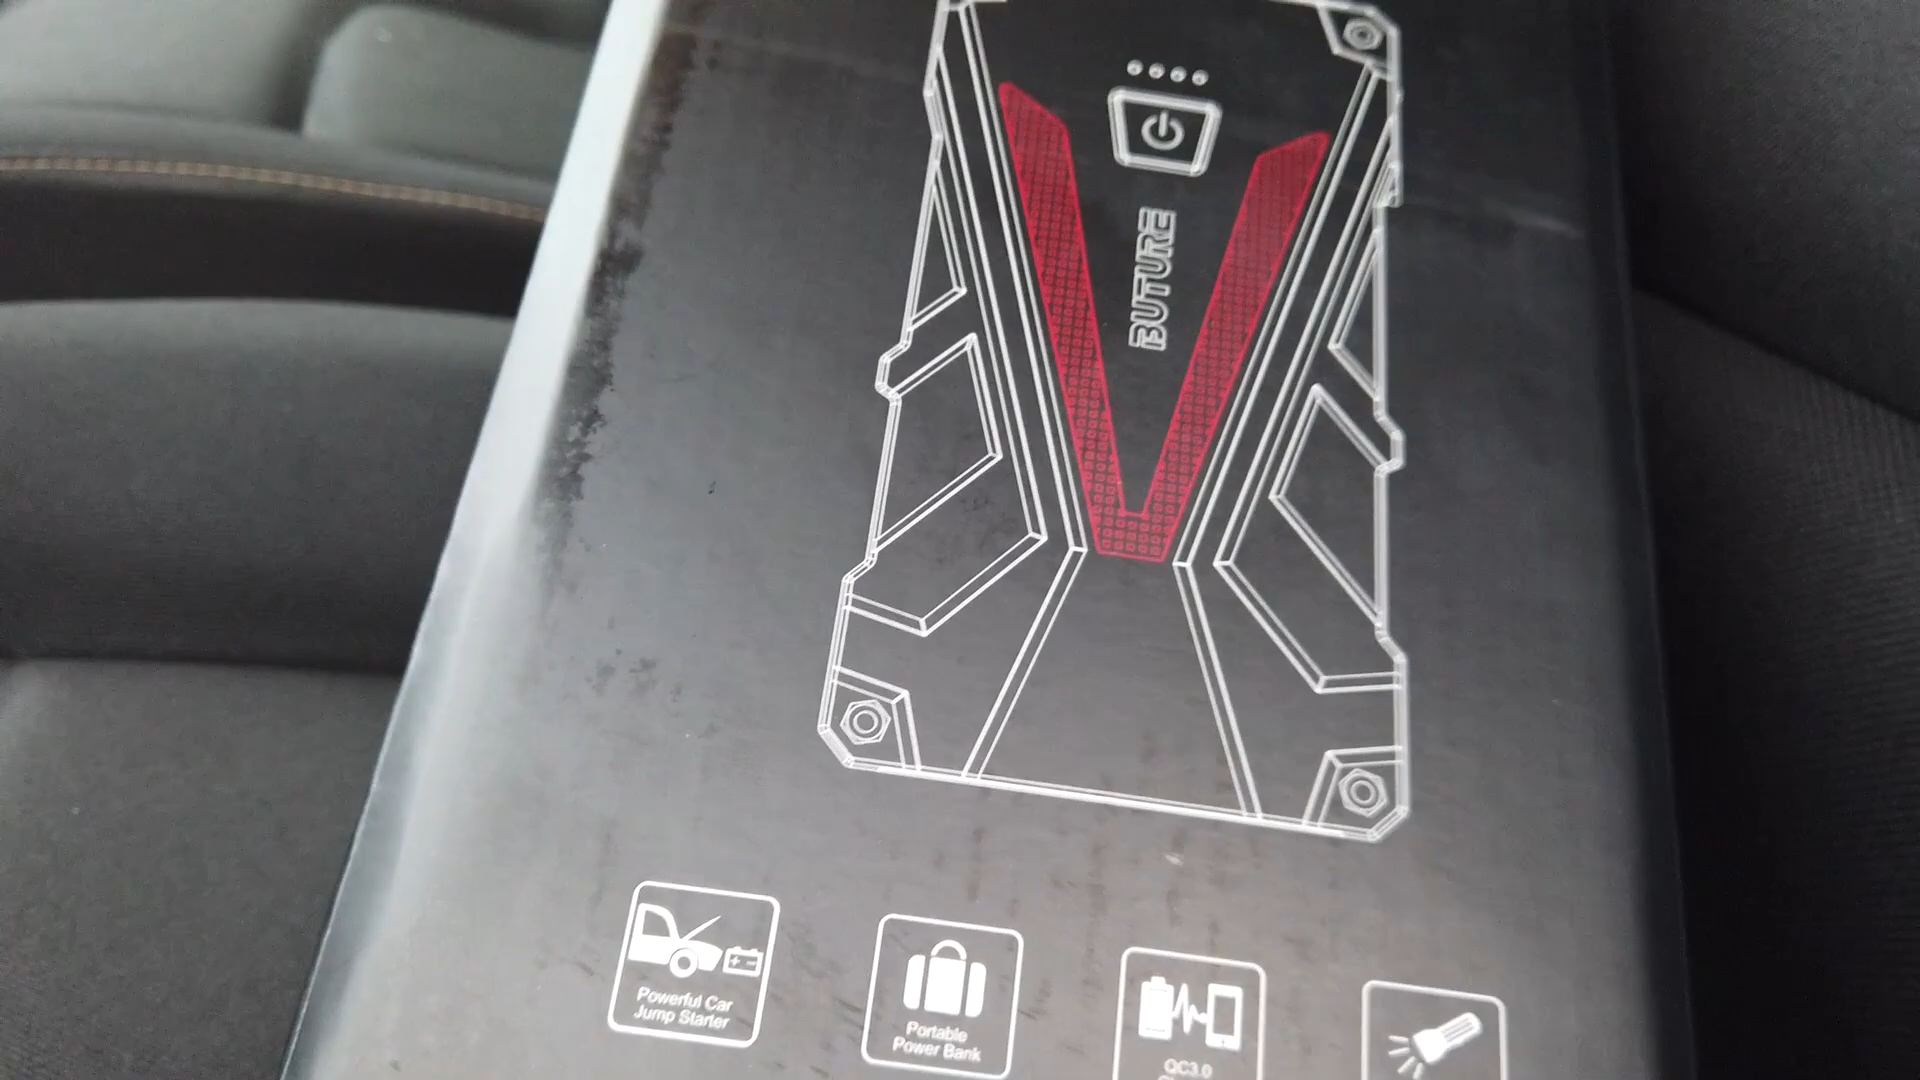 BUTURE
Powerful Car
Jump Starter
Portable
Power Bank
QC3.0